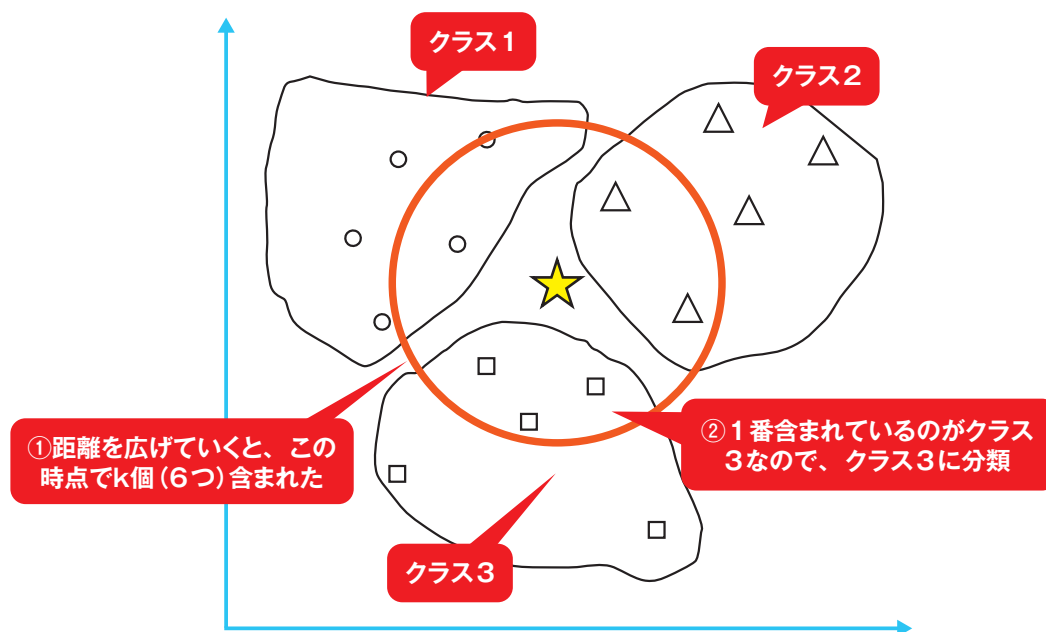 クラス1
クラス2
①距離を広げていくと、この
時点でk個(6つ)含まれた
②1番含まれているのがクラス
3なので、クラス3に分類
クラス3